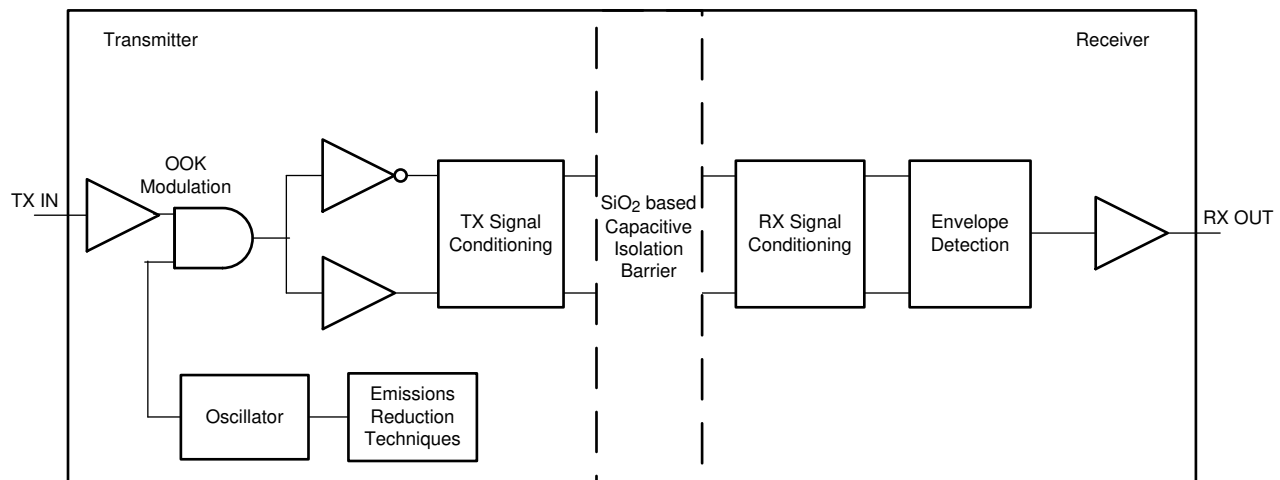 Transmitter
Receiver
OOK
Modulation
TX IN
TX Signal
Conditioning
SiO2 based
Capacitive
Isolation
Barrier
RX Signal
Conditioning
Envelope
Detection
RX OUT
Oscillator
Emissions
Reduction
Techniques